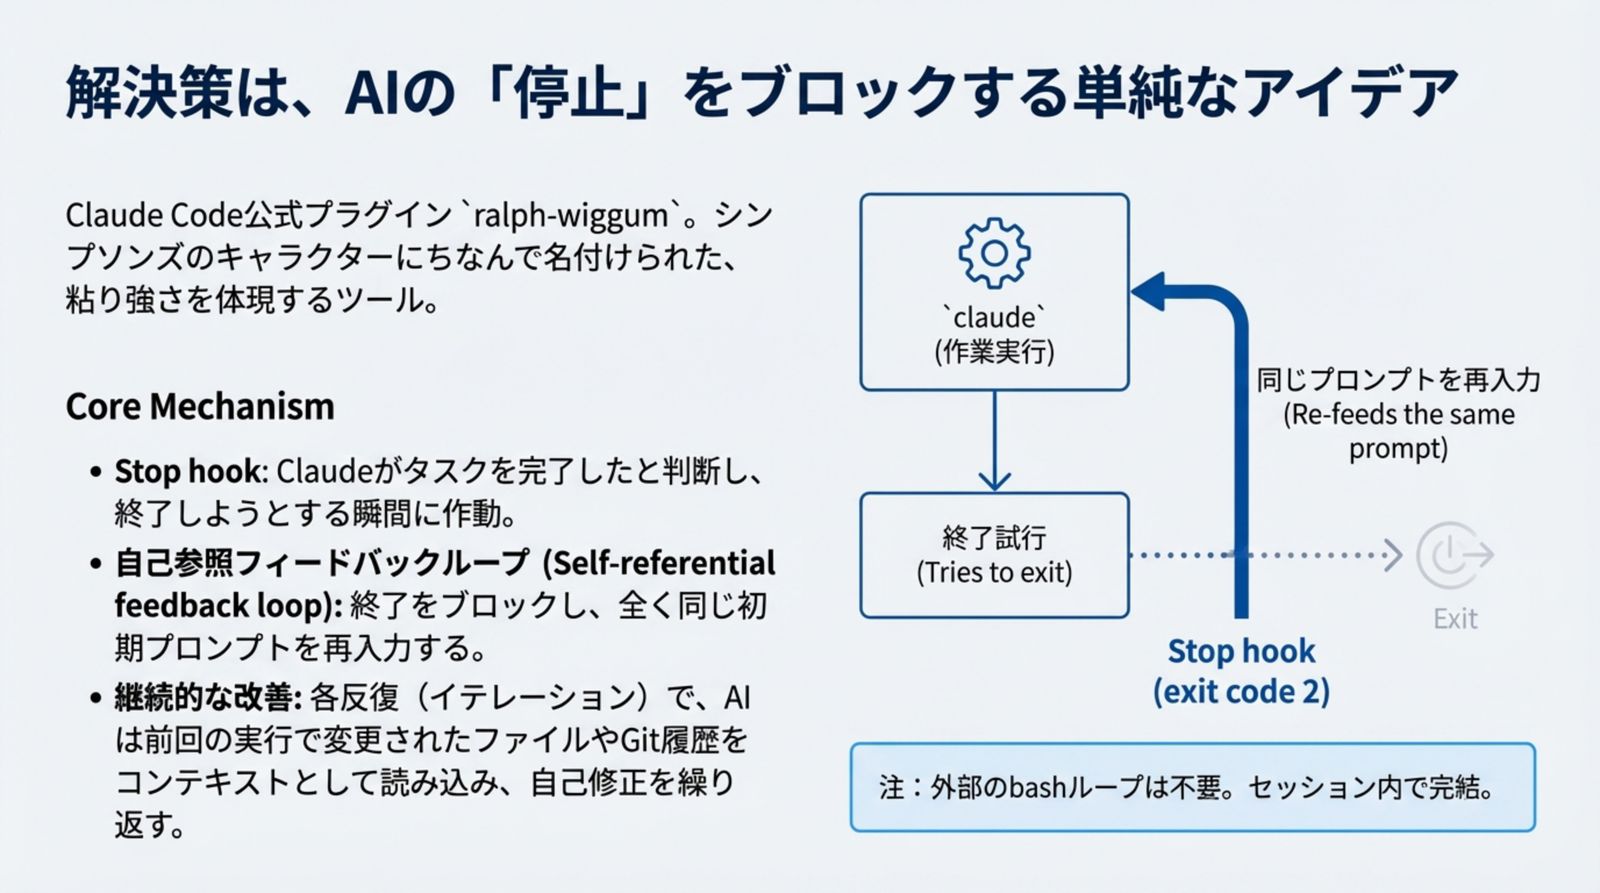 解決策は、AIの「停止」をブロックする単純なアイデア
Claude Code公式プラグイン `ralph-wiggum`。シン
プソンズのキャラクターにちなんで名付けられた、
粘り強さを体現するツール。
Core Mechanism
• Stop hook: Claudeがタスクを完了したと判断し、
終了しようとする瞬間に作動。
• 自己参照フィードバックループ (Self-referential
feedback loop): 終了をブロックし、全く同じ初
期プロンプトを再入力する。
• 継続的な改善: 各反復（イテレーション）で、AI
は前回の実行で変更されたファイルやGit履歴を
コンテキストとして読み込み、自己修正を繰り
返す。
`claude`
(作業実行)
同じプロンプトを再入力
(Re-feeds the same
prompt)
終了試行
(Tries to exit)
Exit
Stop hook
(exit code 2)
注：外部のbashループは不要。セッション内で完結。